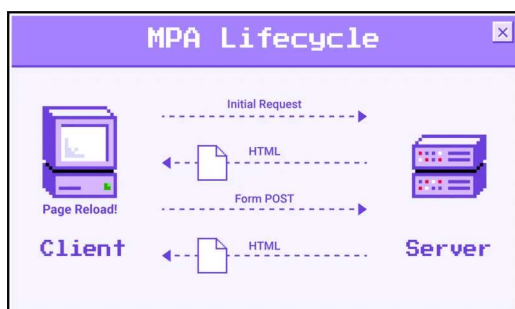 MPA Lifecycle
Initial Request
HTML
Page Reload!
Form POST
Client
HTML
Server